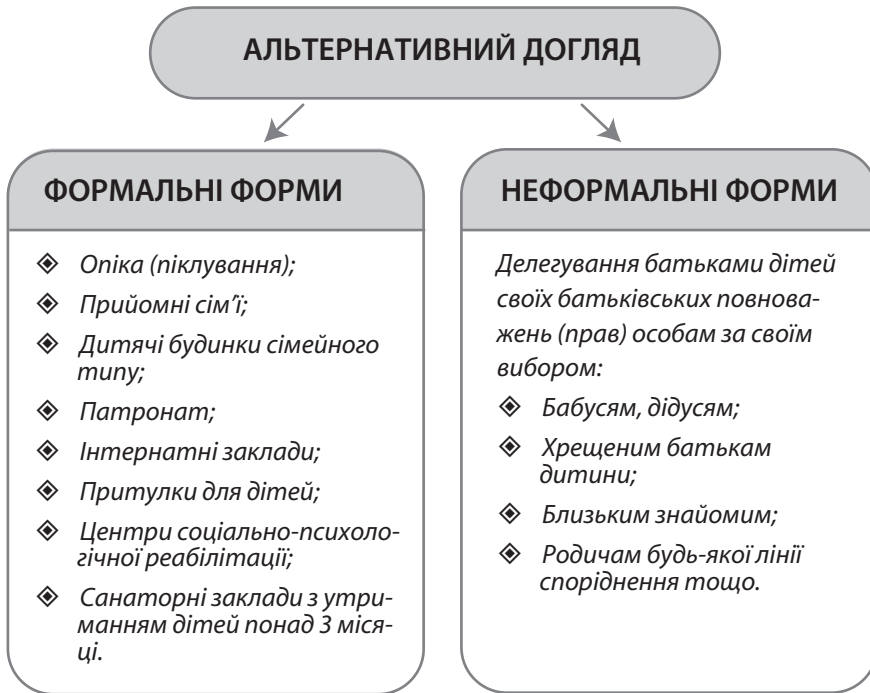 АЛЬТЕРНАТИВНИЙ ДОГЛЯД
ФОРМАЛЬНІ ФОРМИ
◈ Опіка (піклування);
◈ Прийомні сім’ї;
◈ Дитячі будинки сімейного
типу;
◈ Патронат;
◈ Інтернатні заклади;
◈ Притулки для дітей;
◈ Центри соціально-психоло-
гічної реабілітації;
◈ Санаторні заклади з утри-
манням дітей понад 3 міся-
ці.
НЕФОРМАЛЬНІ ФОРМИ
Делегування батьками дітей
своїх батьківських повнова-
жень (прав) особам за своїм
вибором:
◈ Бабусям, дідусям;
◈ Хрещеним батькам
дитини;
◈ Близьким знайомим;
◈ Родичам будь-якої лінії
споріднення тощо.